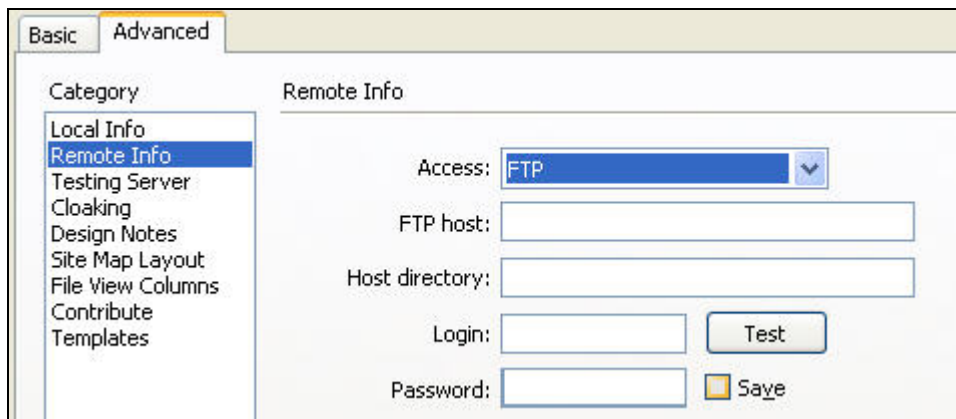 Basic Advanced
Category
Local Info
Remote Info
Testing Server
Cloaking
Design Notes
Site Map Layout
File View Columns
Contribute
Templates
Remote Info
Access: FTP
FTP host:
Host directory:
Login: Test
Password: Save